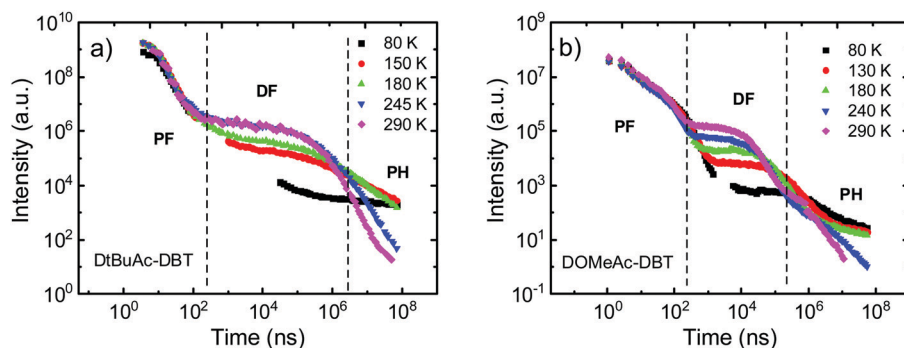 a)
10^10
10^8
10^6
10^4
10^2
10^0
Intensity (a.u.)
PF
DF
PH
80 K
150 K
180 K
245 K
290 K
DtBuAc-DBT
10^0 10^2 10^4 10^6 10^8
Time (ns)
b)
10^9
10^7
10^5
10^3
10^1
10^-1
Intensity (a.u.)
PF
DF
PH
80 K
130 K
180 K
240 K
290 K
DOMeAc-DBT
10^0 10^2 10^4 10^6 10^8
Time (ns)